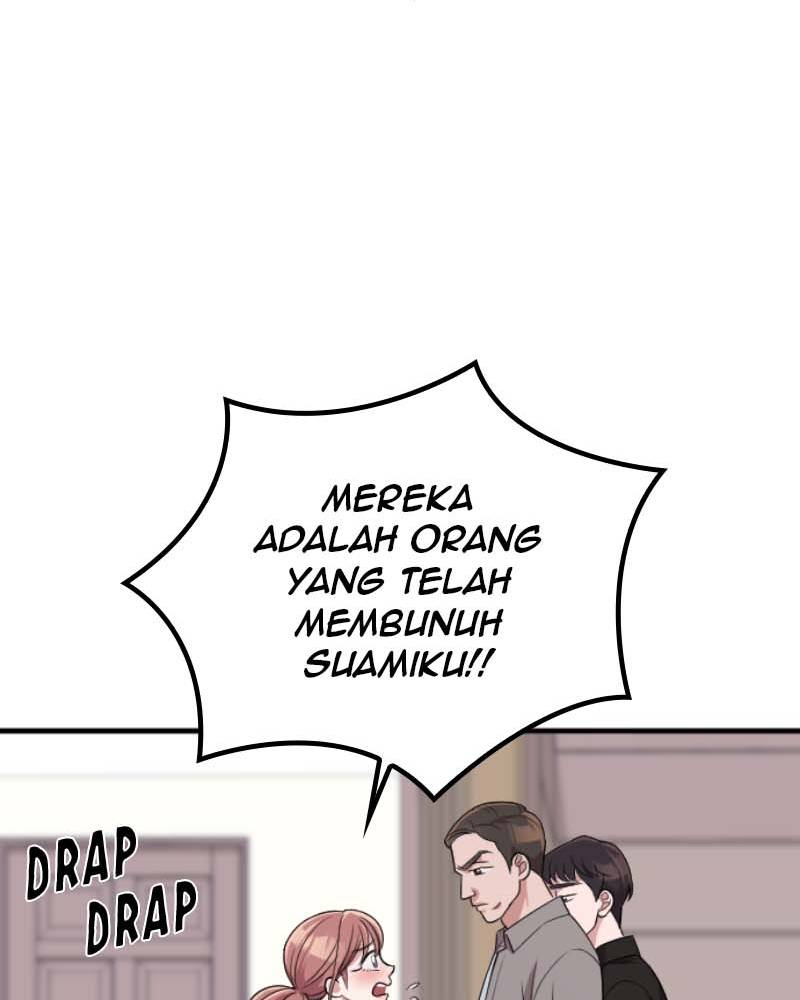 MEREKA
ADALAH ORANG
YANG TELAH
MEMBUNUH
SUAMIKU!!
DRAP
DRAP